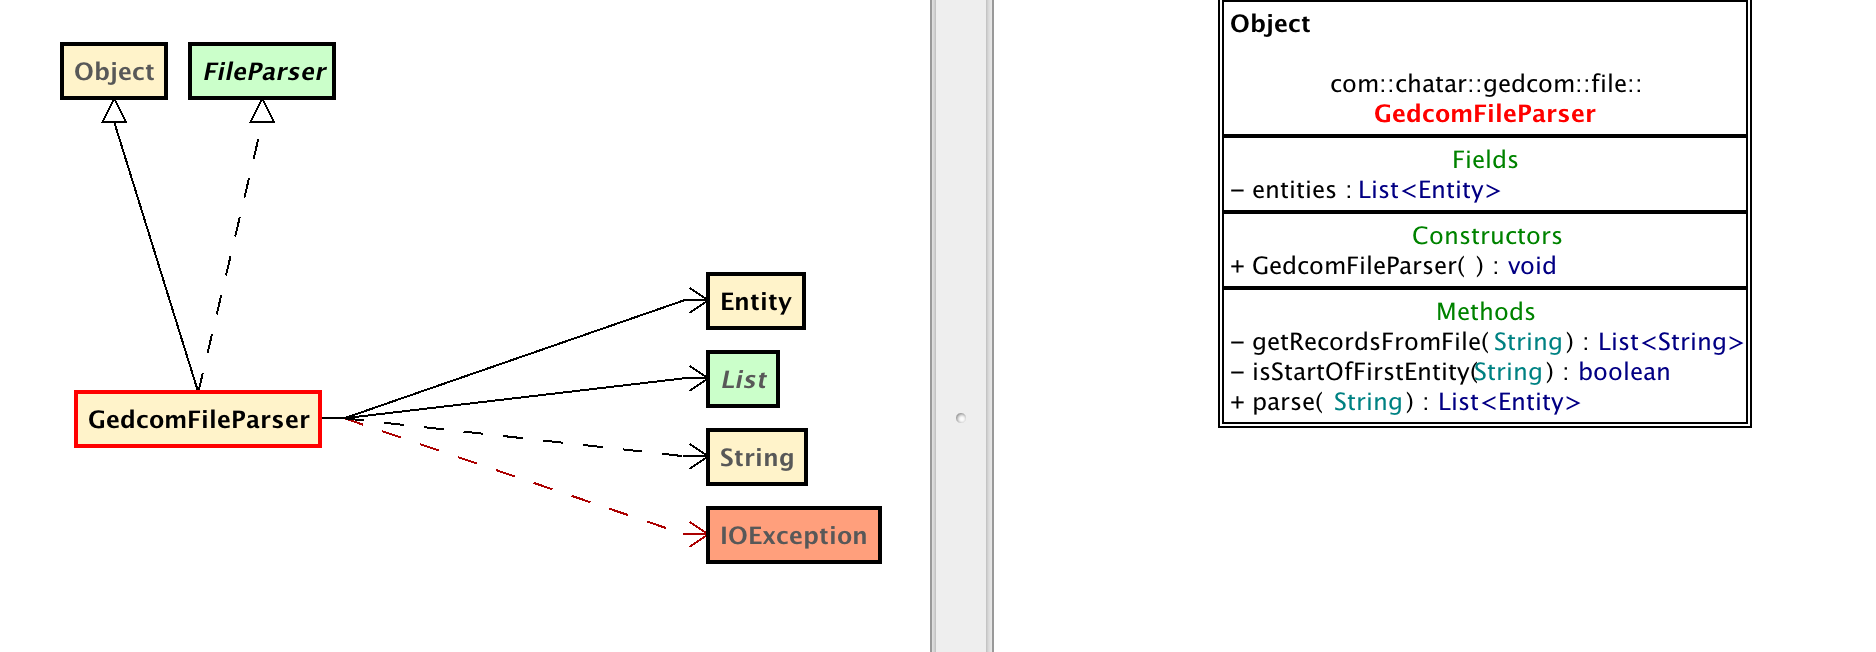 Object
FileParser
Entity
List
GedcomFileParser
String
IOException
Object
com::chatar::gedcom::file::
GedcomFileParser
Fields
− entities : List<Entity>
Constructors
+ GedcomFileParser( ) : void
Methods
− getRecordsFromFile( String) : List<String>
− isStartOfFirstEntity(String) : boolean
+ parse( String) : List<Entity>